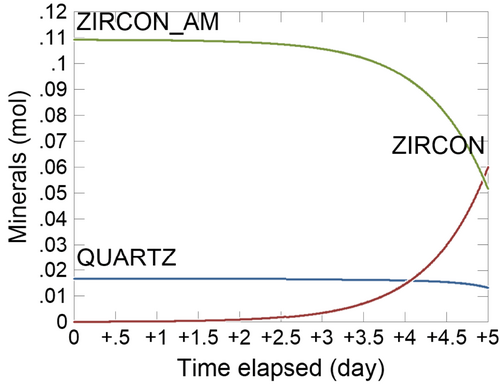 .12
ZIRCON_AM
.11
.1
.09
.08
.07
ZIRCON
.06
.05
.04
.03
QUARTZ
.02
.01
0
Minerals (mol)
0 +.5 +1 +1.5 +2 +2.5 +3 +3.5 +4 +4.5 +5
Time elapsed (day)